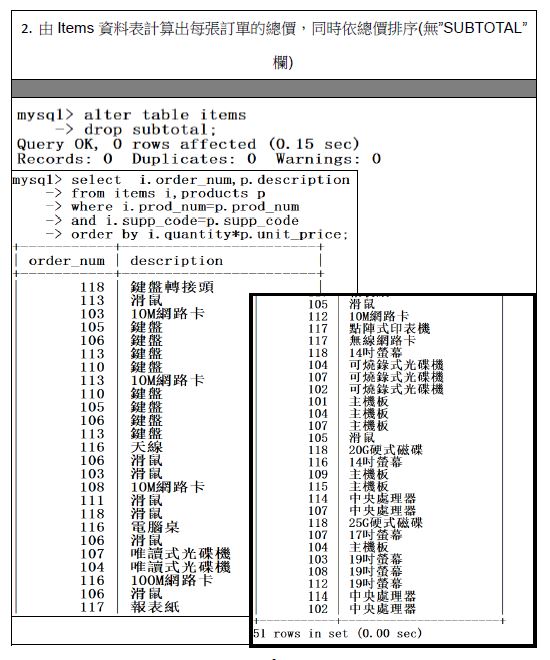 2. 由 Items 資料表計算出每張訂單的總價，同時依總價排序(無”SUBTOTAL”
欄)
mysql> alter table items
-> drop subtotal;
Query OK, 0 rows affected (0.15 sec)
Records: 0 Duplicates: 0 Warnings: 0
mysql> select i.order_num,p.description
-> from items i,products p
-> where i.prod_num=p.prod_num
-> and i.supp_code=p.supp_code
-> order by i.quantity*p.unit_price;
| order_num | description |
118 | 鍵盤轉接頭
113 | 滑鼠
103 | 10M網路卡
105 | 鍵盤
106 | 鍵盤
113 | 鍵盤
110 | 鍵盤
113 | 10M網路卡
110 | 鍵盤
105 | 鍵盤
106 | 鍵盤
113 | 鍵盤
116 | 天線
106 | 滑鼠
103 | 滑鼠
108 | 10M網路卡
111 | 滑鼠
118 | 滑鼠
116 | 電腦桌
106 | 滑鼠
107 | 唯讀式光碟機
104 | 唯讀式光碟機
116 | 100M網路卡
106 | 滑鼠
117 | 報表紙
105 | 滑鼠
112 | 10M網路卡
117 | 點陣式印表機
117 | 無線網路卡
118 | 14吋螢幕
104 | 可燒錄式光碟機
107 | 可燒錄式光碟機
102 | 可燒錄式光碟機
101 | 主機板
104 | 主機板
107 | 主機板
105 | 滑鼠
118 | 20G硬式磁碟
116 | 14吋螢幕
109 | 主機板
115 | 主機板
114 | 中央處理器
107 | 中央處理器
118 | 25G硬式磁碟
107 | 17吋螢幕
104 | 主機板
103 | 19吋螢幕
108 | 19吋螢幕
112 | 19吋螢幕
114 | 中央處理器
102 | 中央處理器
51 rows in set (0.00 sec)